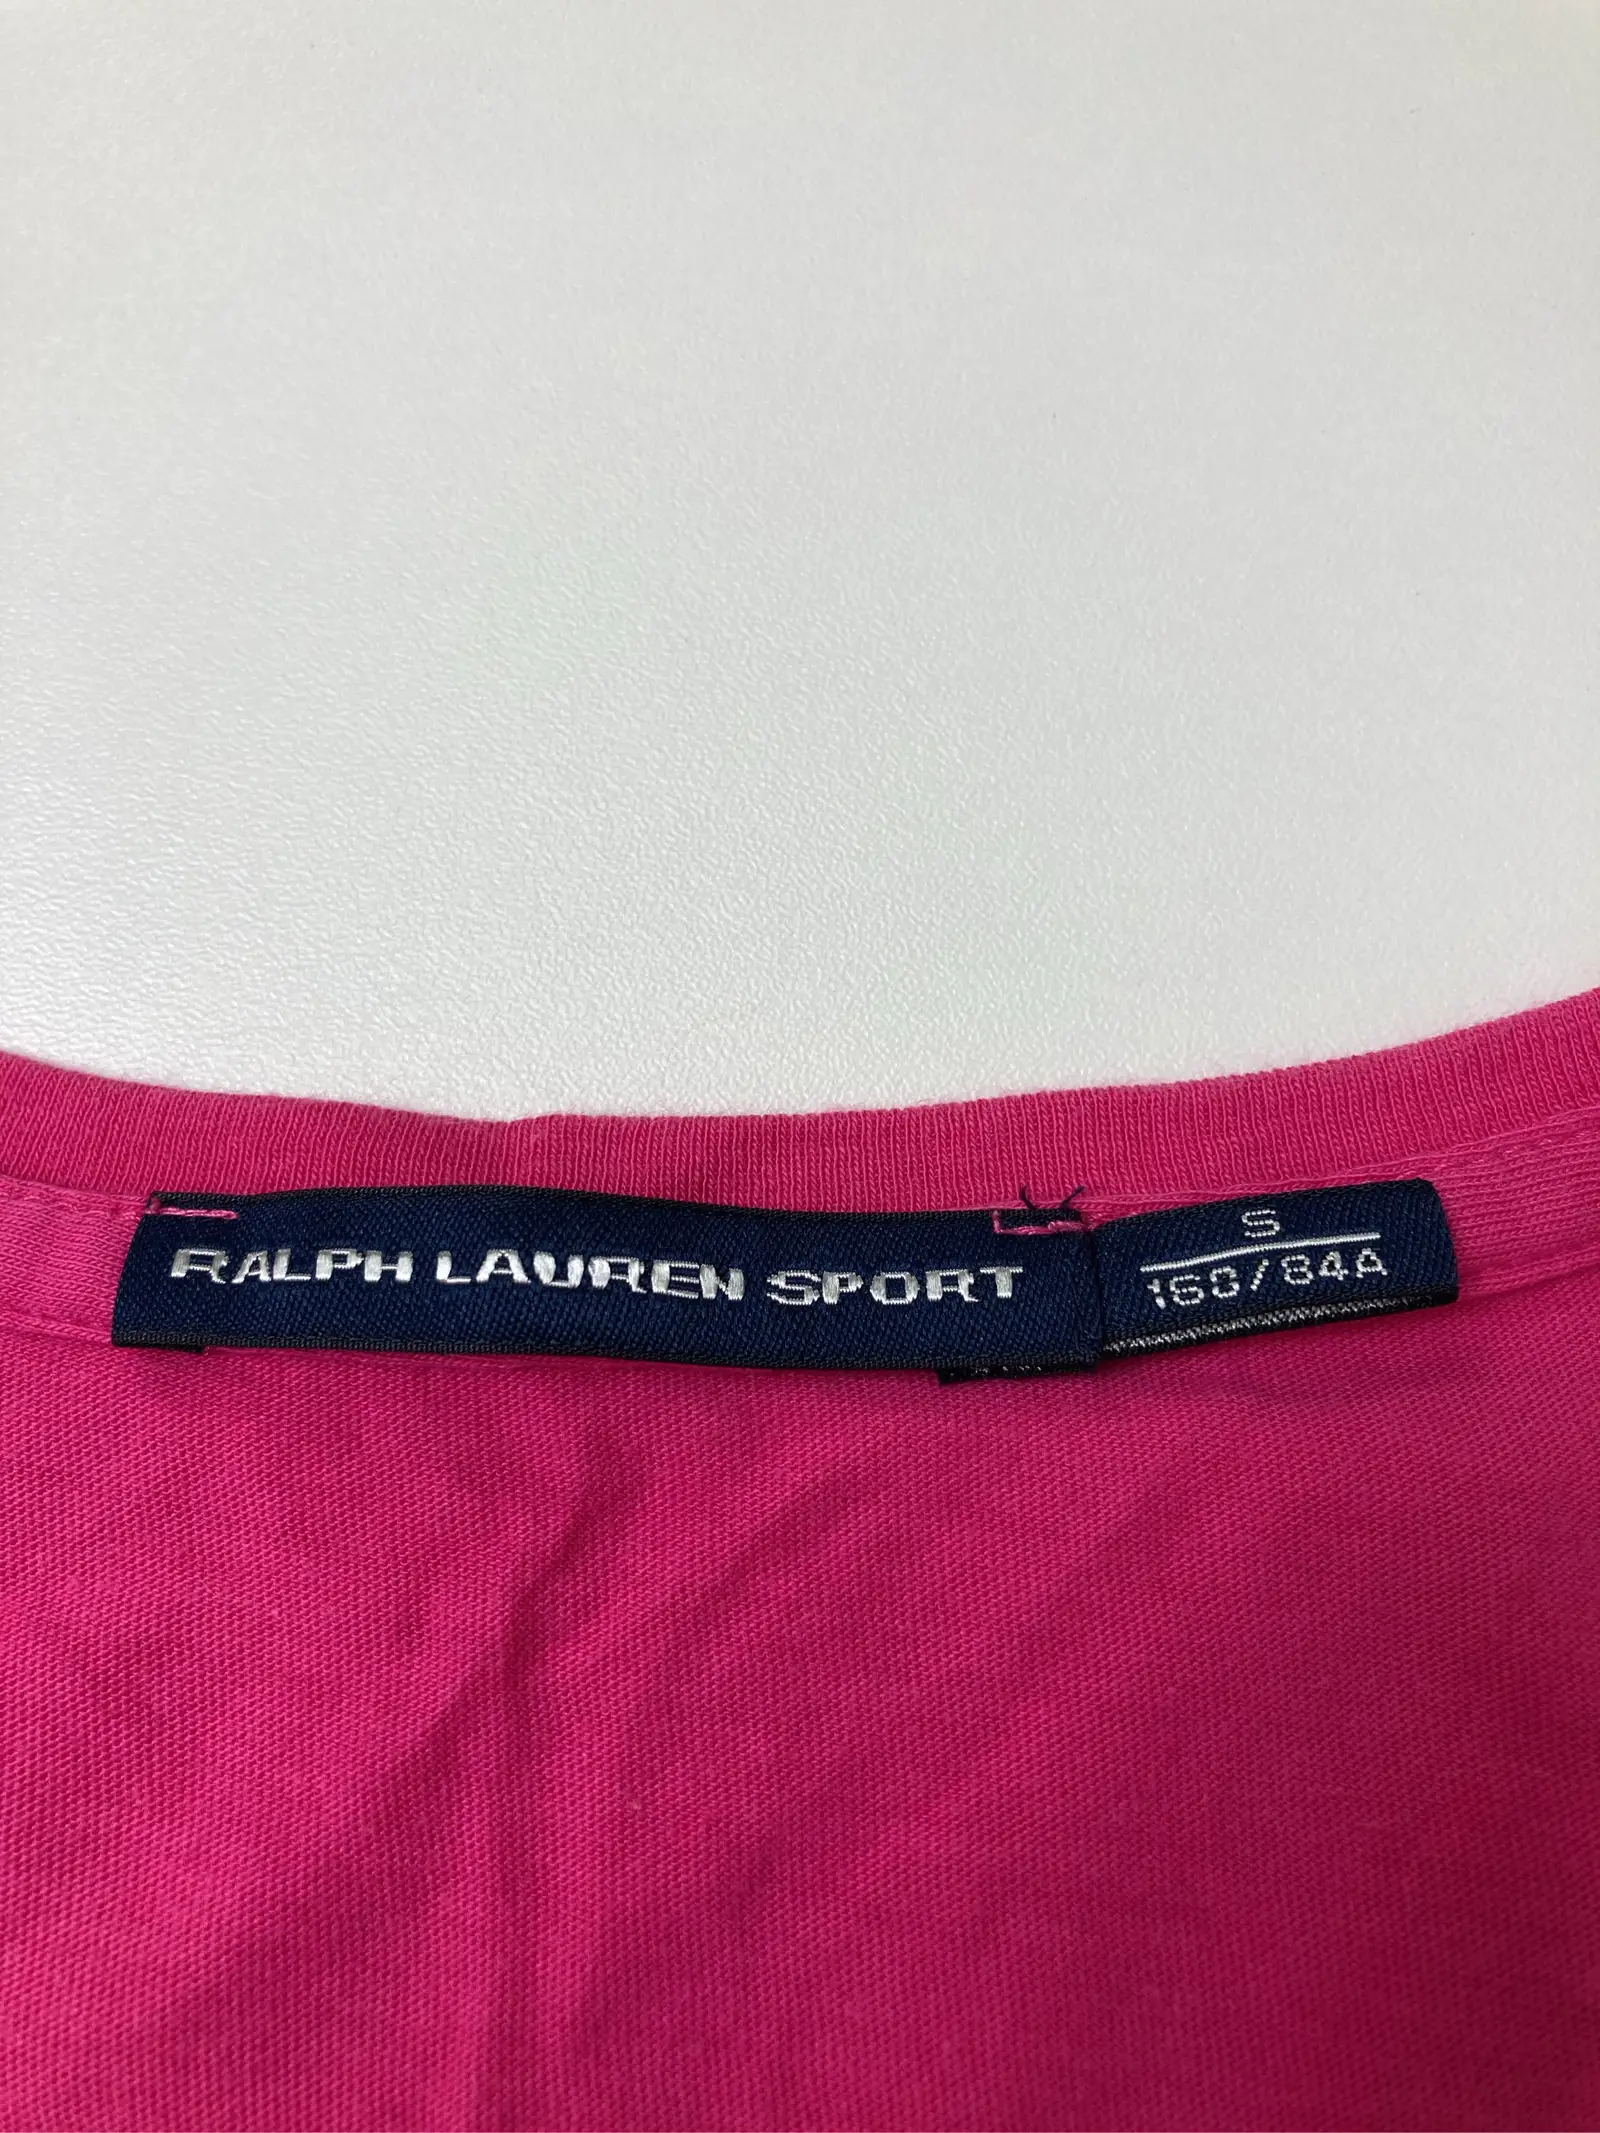 RALPH LAUREN SPORT
S
160/84A